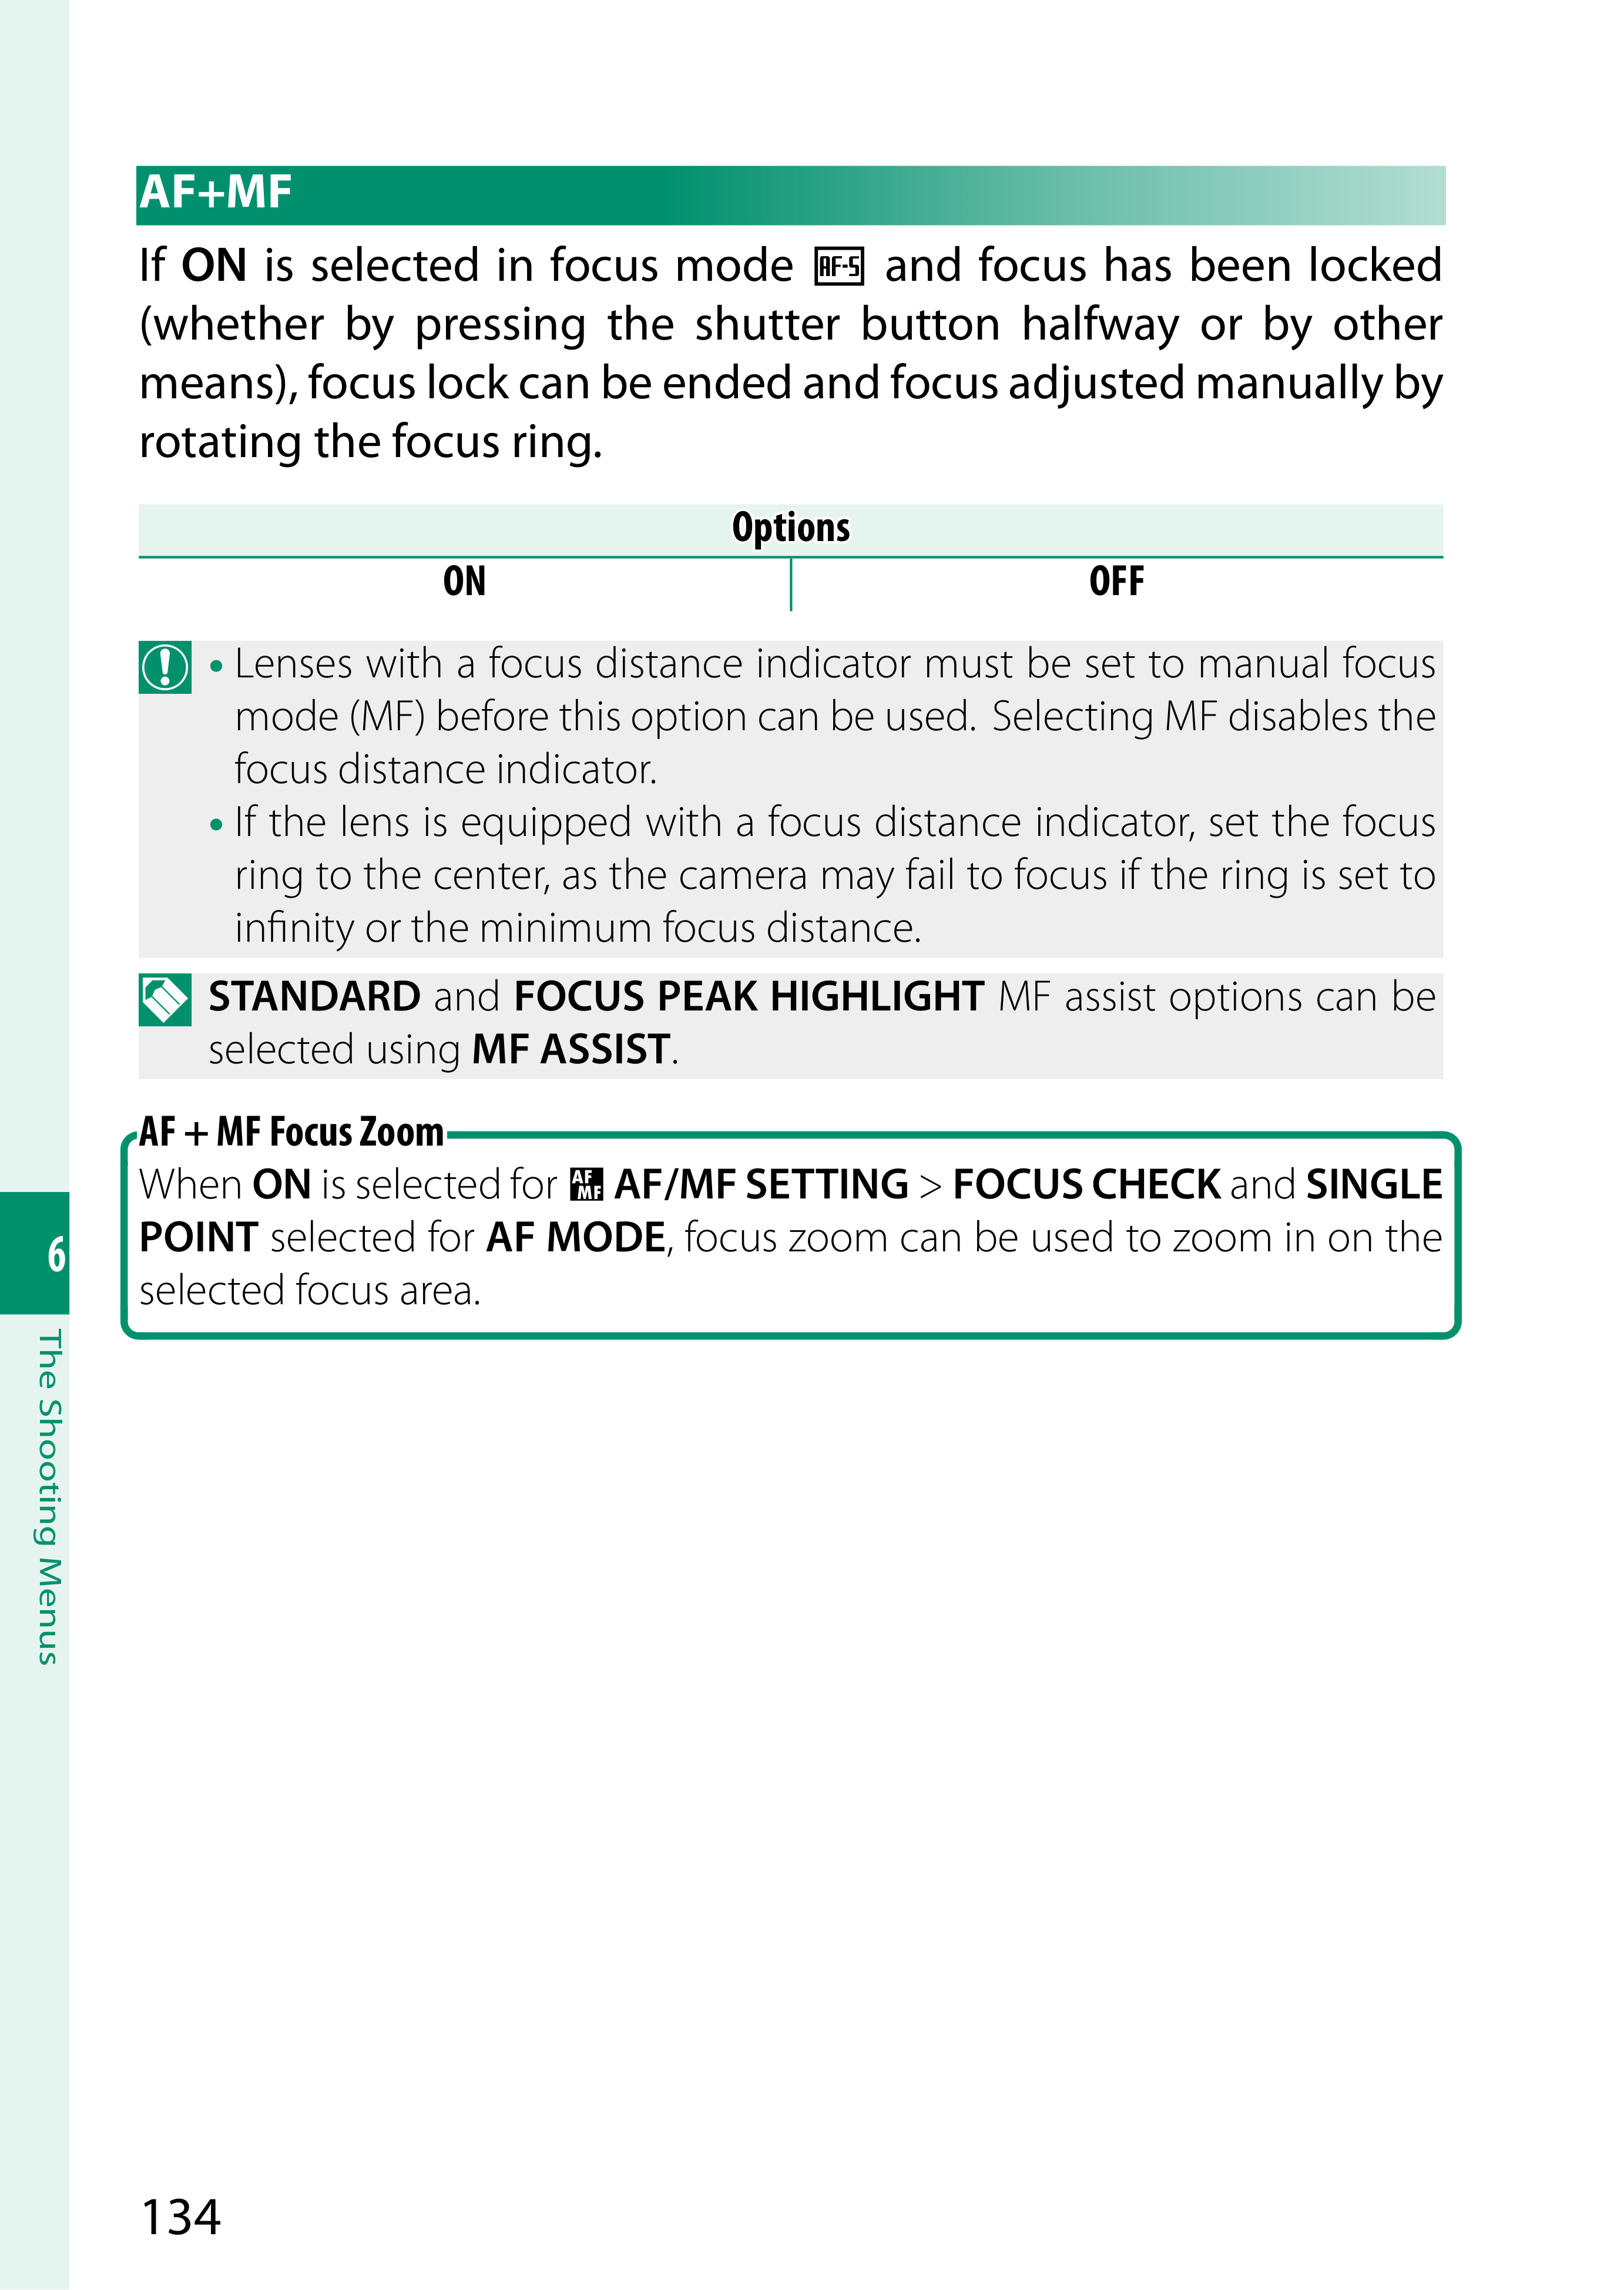 AF+MF
If ON is selected in focus mode AF-S and focus has been locked
(whether by pressing the shutter button halfway or by other
means), focus lock can be ended and focus adjusted manually by
rotating the focus ring.
Options
ON OFF
• Lenses with a focus distance indicator must be set to manual focus
mode (MF) before this option can be used. Selecting MF disables the
focus distance indicator.
• If the lens is equipped with a focus distance indicator, set the focus
ring to the center, as the camera may fail to focus if the ring is set to
infinity or the minimum focus distance.
STANDARD and FOCUS PEAK HIGHLIGHT MF assist options can be
selected using MF ASSIST.
AF + MF Focus Zoom
When ON is selected for AF MF AF/MF SETTING > FOCUS CHECK and SINGLE
POINT selected for AF MODE, focus zoom can be used to zoom in on the
selected focus area.
6
The Shooting Menus
134